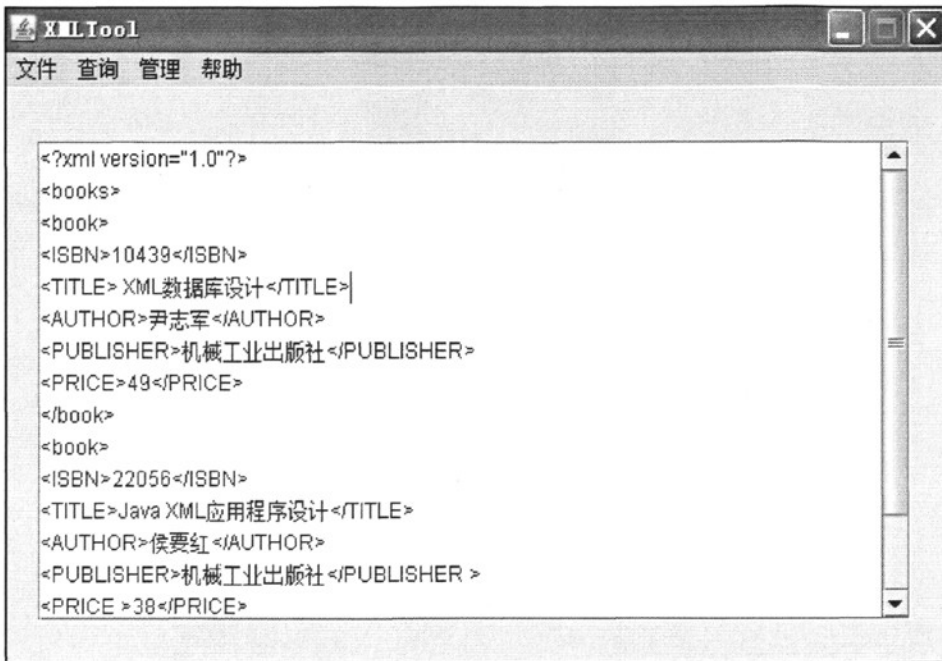 XMLTool
文件 查询 管理 帮助
<?xml version="1.0"?>
<books>
<book>
<ISBN>10439</ISBN>
<TITLE> XML数据库设计</TITLE>
<AUTHOR>尹志军</AUTHOR>
<PUBLISHER>机械工业出版社</PUBLISHER>
<PRICE>49</PRICE>
</book>
<book>
<ISBN>22056</ISBN>
<TITLE>Java XML应用程序设计</TITLE>
<AUTHOR>侯要红</AUTHOR>
<PUBLISHER>机械工业出版社</PUBLISHER >
<PRICE >38</PRICE>